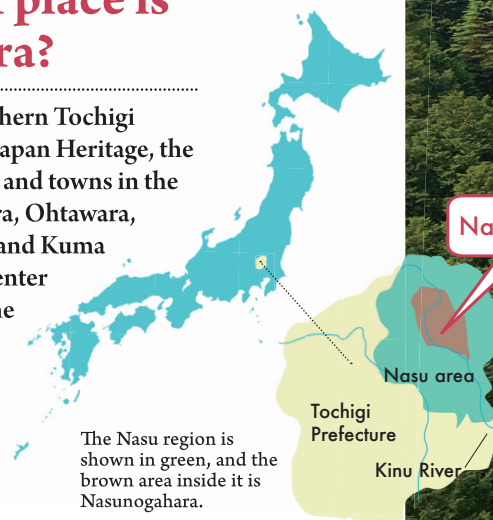 place is
ra?
hern Tochigi
apan Heritage, the
and towns in the
ra, Ohtawara,
and Kuma
enter
ne
Na
Nasu area
Tochigi
Prefecture
Kinu River
The Nasu region is
shown in green, and the
brown area inside it is
Nasunogahara.